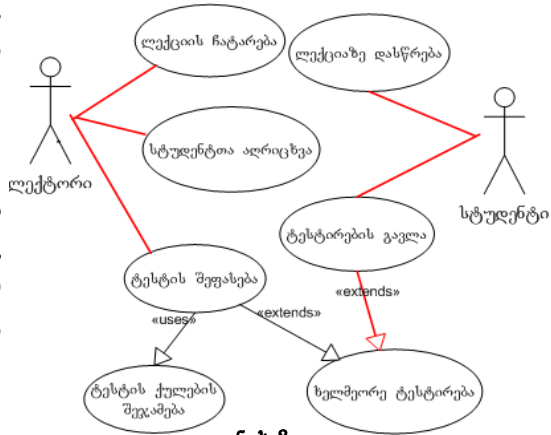 ლექციის ჩატარება
ლექციაზე დასწრება
სტუდენტთა აღრიცხვა
ლექტორი
სტუდენტი
ტესტირების გავლა
ტესტის შეფასება
«extends»
«uses»
«extends»
ტესტის ქულების
შეჯამება
ხელმეორე ტესტირება